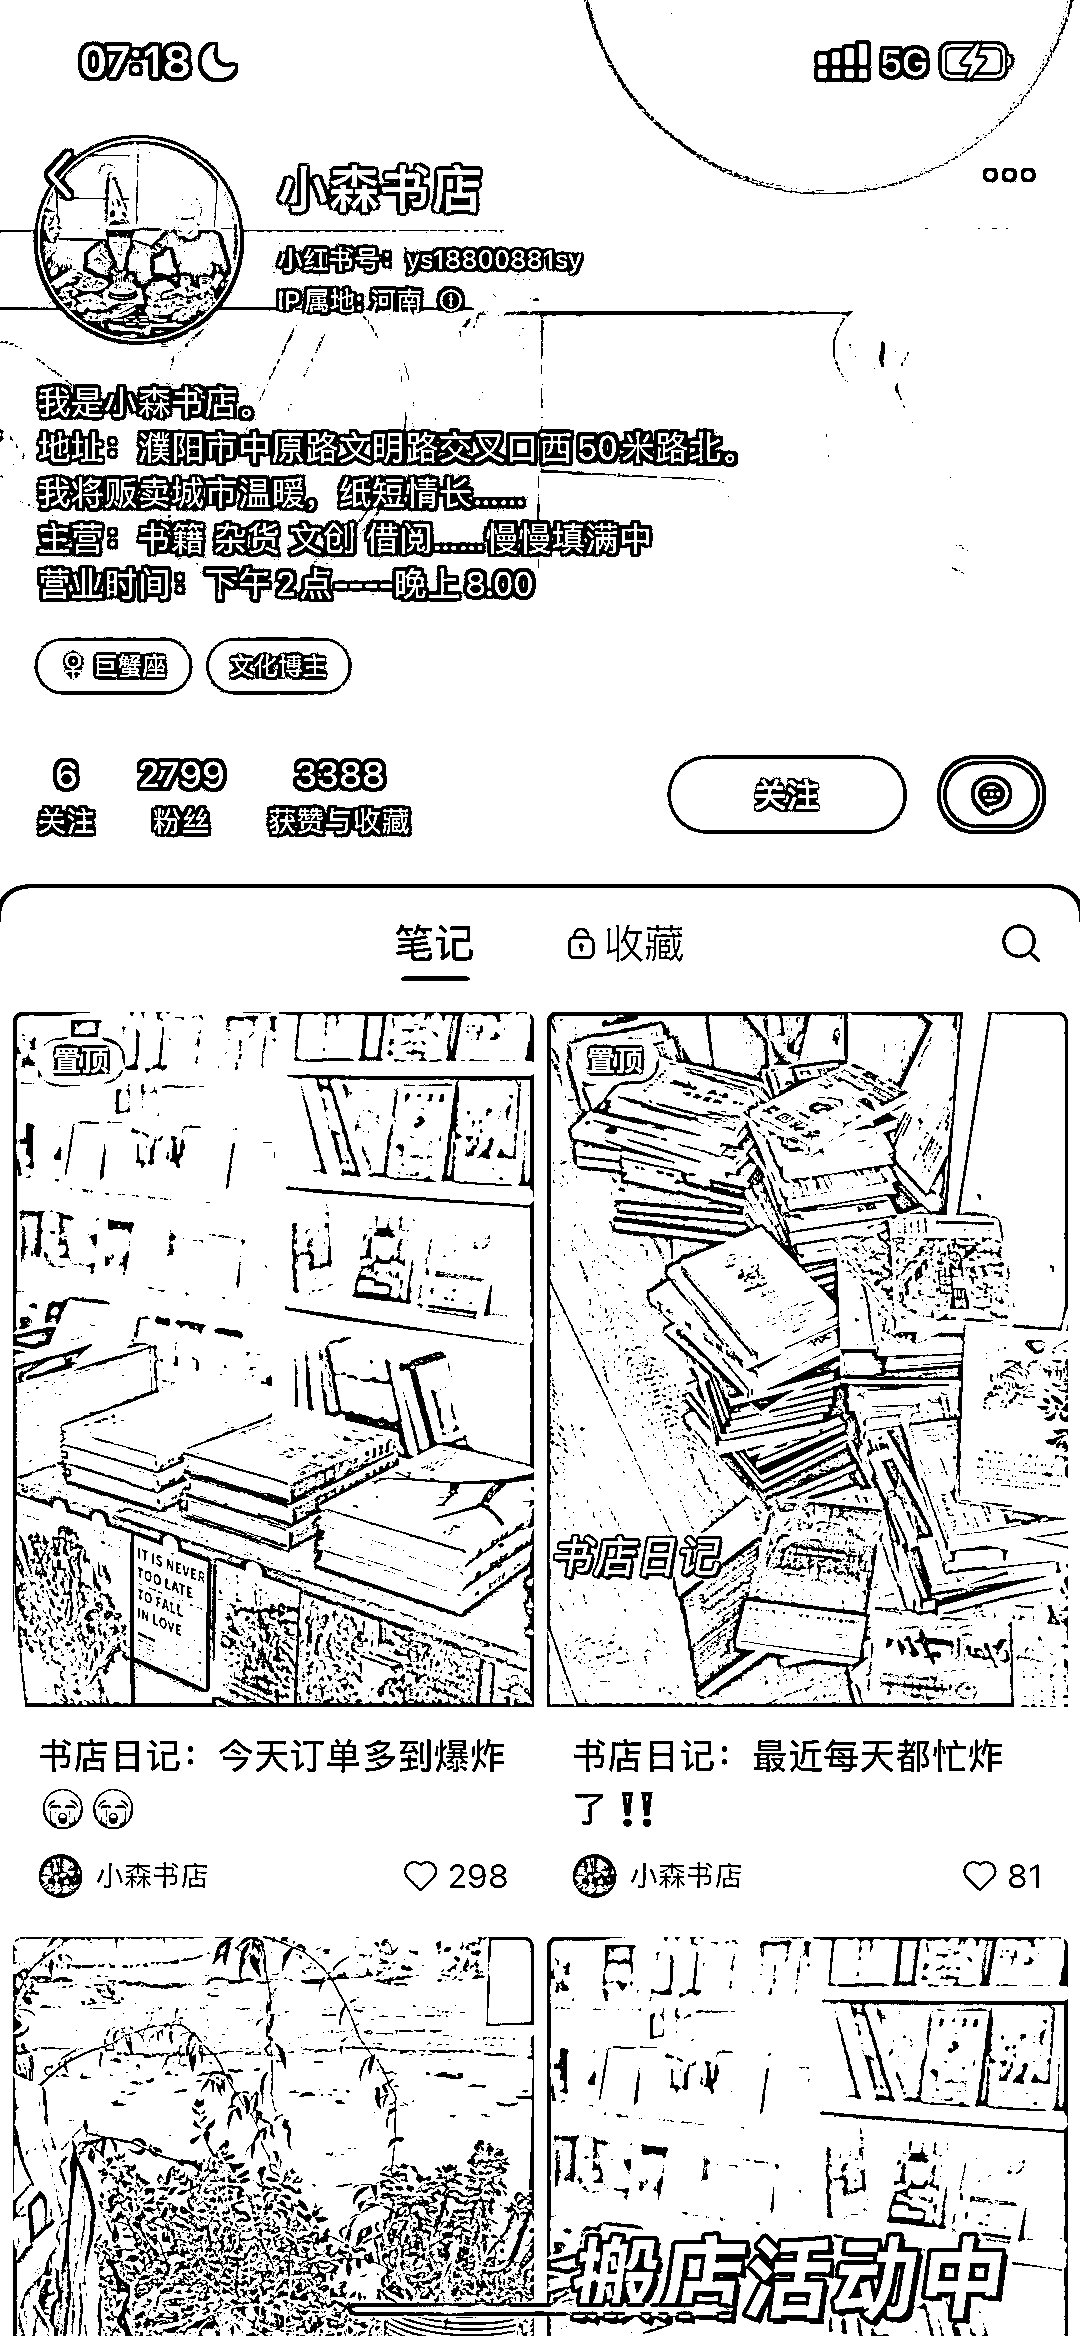 07:18
5G
小森书店
小红书号：ys18800881sy
IP属地：河南
我是小森书店。
地址：濮阳市中原路文明路交叉口西50米路北。
我将贩卖城市温暖，纸短情长……
主营：书籍 杂货 文创 借阅……慢慢填满中
营业时间：下午2点----晚上8.00
巨蟹座 文化博主
6 2799 3388
关注 粉丝 获赞与收藏
关注
笔记 收藏
置顶
IT IS NEVER
TOO LATE
TO FALL
IN LOVE
置顶
书店日记
书店日记：今天订单多到爆炸
😭😭
小森书店 298
书店日记：最近每天都忙炸
了‼️
小森书店 81
搬店活动中